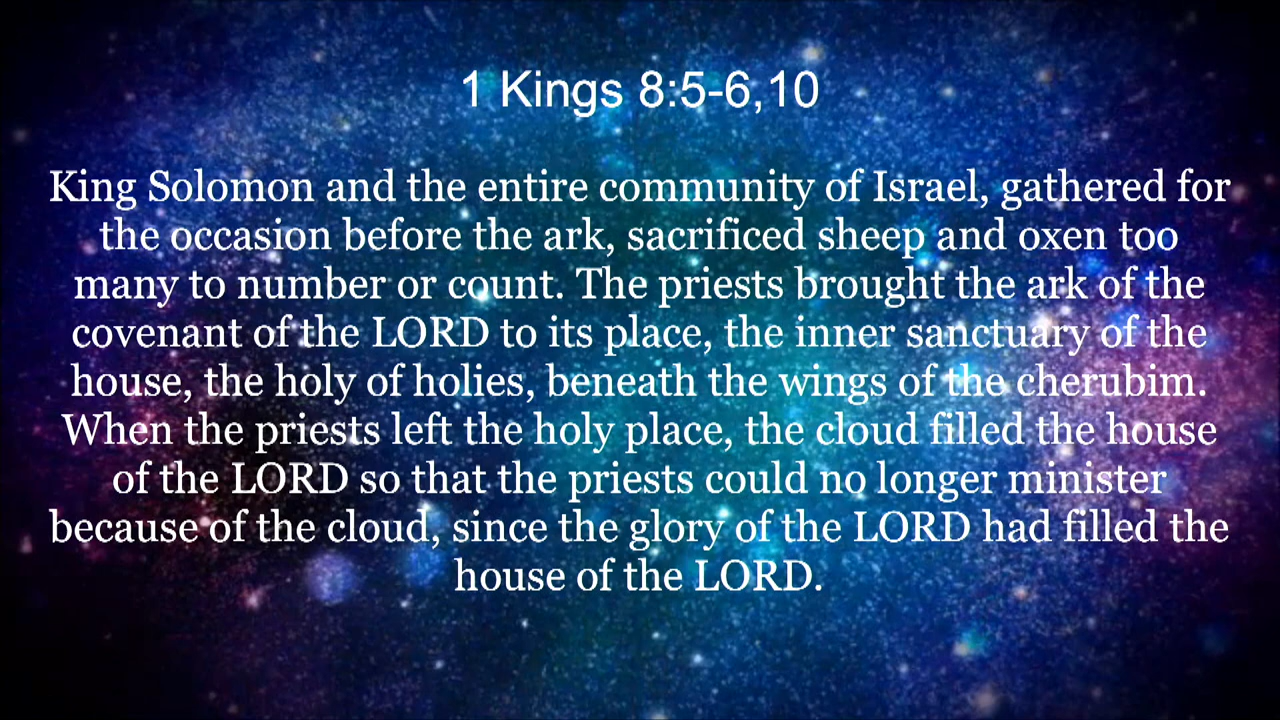 1 Kings 8:5-6,10
King Solomon and the entire community of Israel, gathered for
the occasion before the ark, sacrificed sheep and oxen too
many to number or count. The priests brought the ark of the
covenant of the LORD to its place, the inner sanctuary of the
house, the holy of holies, beneath the wings of the cherubim.
When the priests left the holy place, the cloud filled the house
of the LORD so that the priests could no longer minister
because of the cloud, since the glory of the LORD had filled the
house of the LORD.